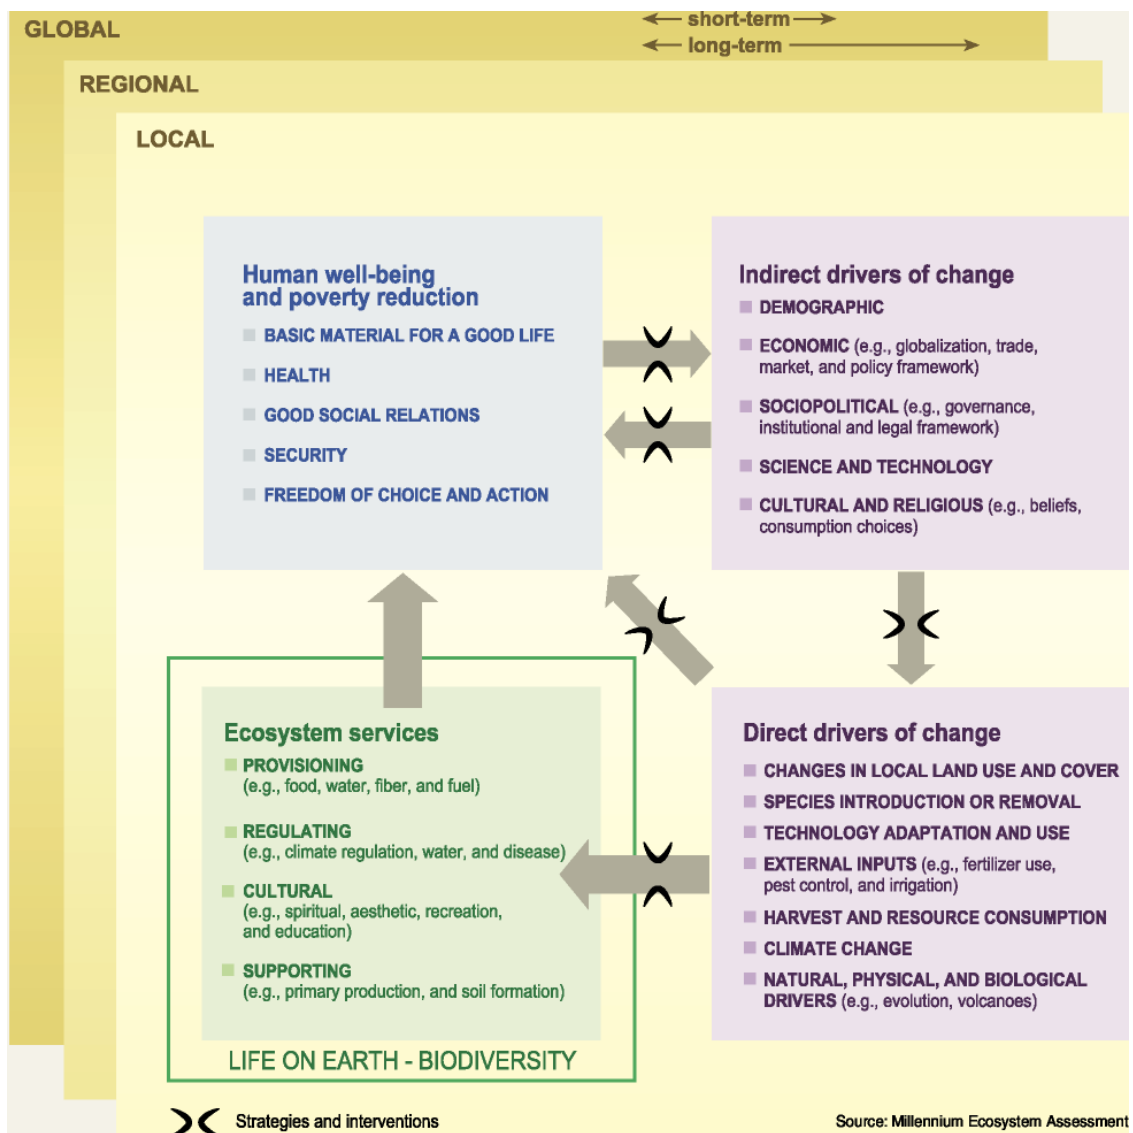 GLOBAL
short-term
long-term
REGIONAL
LOCAL
Human well-being
and poverty reduction
BASIC MATERIAL FOR A GOOD LIFE
HEALTH
GOOD SOCIAL RELATIONS
SECURITY
FREEDOM OF CHOICE AND ACTION
Indirect drivers of change
DEMOGRAPHIC
ECONOMIC (e.g., globalization, trade,
market, and policy framework)
SOCIOPOLITICAL (e.g., governance,
institutional and legal framework)
SCIENCE AND TECHNOLOGY
CULTURAL AND RELIGIOUS (e.g., beliefs,
consumption choices)
Ecosystem services
PROVISIONING
(e.g., food, water, fiber, and fuel)
REGULATING
(e.g., climate regulation, water, and disease)
CULTURAL
(e.g., spiritual, aesthetic, recreation,
and education)
SUPPORTING
(e.g., primary production, and soil formation)
LIFE ON EARTH - BIODIVERSITY
Direct drivers of change
CHANGES IN LOCAL LAND USE AND COVER
SPECIES INTRODUCTION OR REMOVAL
TECHNOLOGY ADAPTATION AND USE
EXTERNAL INPUTS (e.g., fertilizer use,
pest control, and irrigation)
HARVEST AND RESOURCE CONSUMPTION
CLIMATE CHANGE
NATURAL, PHYSICAL, AND BIOLOGICAL
DRIVERS (e.g., evolution, volcanoes)
Strategies and interventions
Source: Millennium Ecosystem Assessment